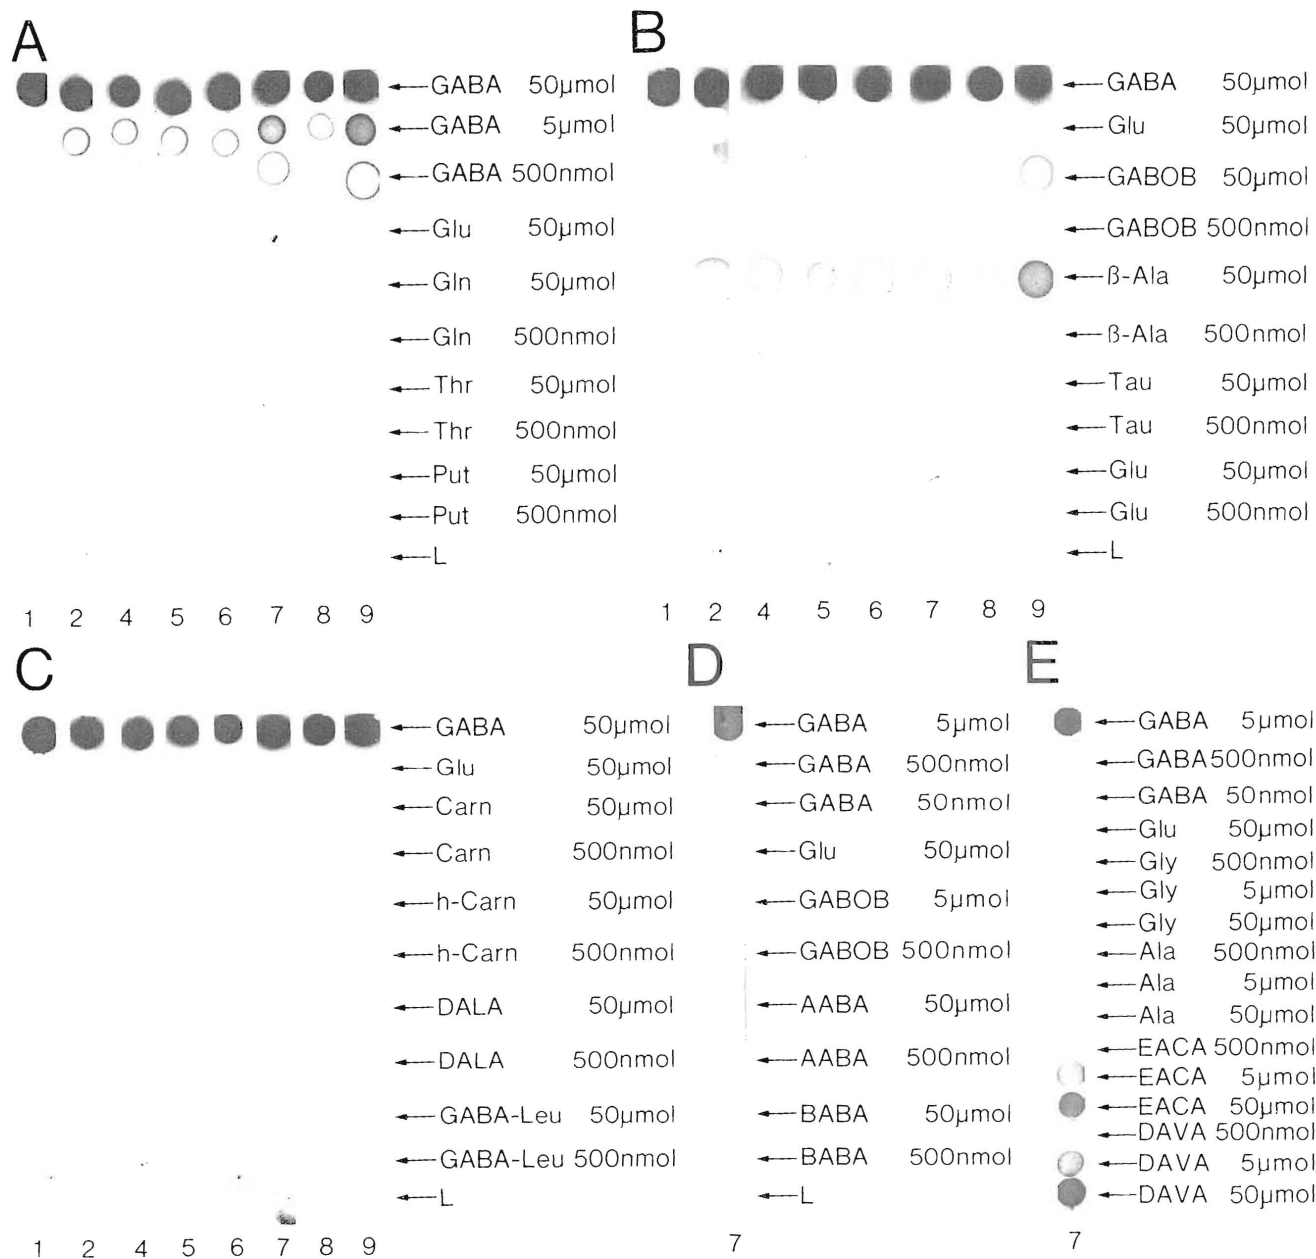 A
GABA 50µmol
GABA 5µmol
GABA 500nmol
Glu 50µmol
Gln 50µmol
Gln 500nmol
Thr 50µmol
Thr 500nmol
Put 50µmol
Put 500nmol
L
1 2 4 5 6 7 8 9
B
GABA 50µmol
Glu 50µmol
GABOB 50µmol
GABOB 500nmol
ß-Ala 50µmol
ß-Ala 500nmol
Tau 50µmol
Tau 500nmol
Glu 50µmol
Glu 500nmol
L
1 2 4 5 6 7 8 9
C
GABA 50µmol
Glu 50µmol
Carn 50µmol
Carn 500nmol
h-Carn 50µmol
h-Carn 500nmol
DALA 50µmol
DALA 500nmol
GABA-Leu 50µmol
GABA-Leu 500nmol
L
1 2 4 5 6 7 8 9
D
GABA 5µmol
GABA 500nmol
GABA 50nmol
Glu 50µmol
GABOB 5µmol
GABOB 500nmol
AABA 50µmol
AABA 500nmol
BABA 50µmol
BABA 500nmol
L
7
E
GABA 5µmol
GABA 500nmol
GABA 50nmol
Glu 50µmol
Gly 500nmol
Gly 5µmol
Gly 50µmol
Ala 500nmol
Ala 5µmol
Ala 50µmol
EACA 500nmol
EACA 5µmol
EACA 50µmol
DAVA 500nmol
DAVA 5µmol
DAVA 50µmol
7